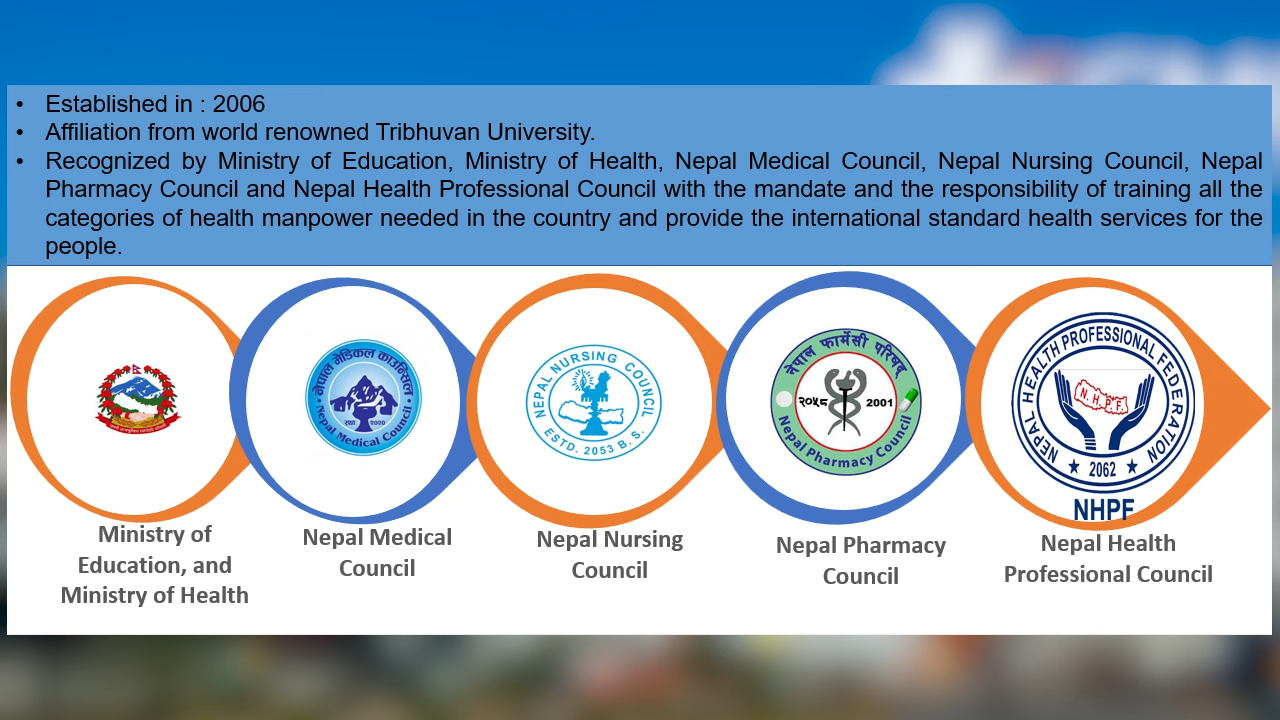 • Established in : 2006
• Affiliation from world renowned Tribhuvan University.
• Recognized by Ministry of Education, Ministry of Health, Nepal Medical Council, Nepal Nursing Council, Nepal
Pharmacy Council and Nepal Health Professional Council with the mandate and the responsibility of training all the
categories of health manpower needed in the country and provide the international standard health services for the
people.
नेपाल मेडिकल काउन्सिल
२०२०
Nepal Medical Council
NEPAL NURSING COUNCIL
ESTD. 2053 B. S.
नेपाल फार्मेसी परिषद्
२०५८ 2001
Nepal Pharmacy Council
NEPAL HEALTH PROFESSIONAL FEDERATION
N.H.P.F.
★ 2062 ★
NHPF
Ministry of
Education, and
Ministry of Health
Nepal Medical
Council
Nepal Nursing
Council
Nepal Pharmacy
Council
Nepal Health
Professional Council